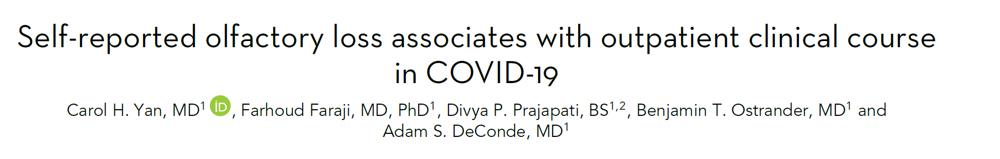 Self-reported olfactory loss associates with outpatient clinical course
in COVID-19
Carol H. Yan, MD1 iD, Farhoud Faraji, MD, PhD1, Divya P. Prajapati, BS1,2, Benjamin T. Ostrander, MD1 and
Adam S. DeConde, MD1